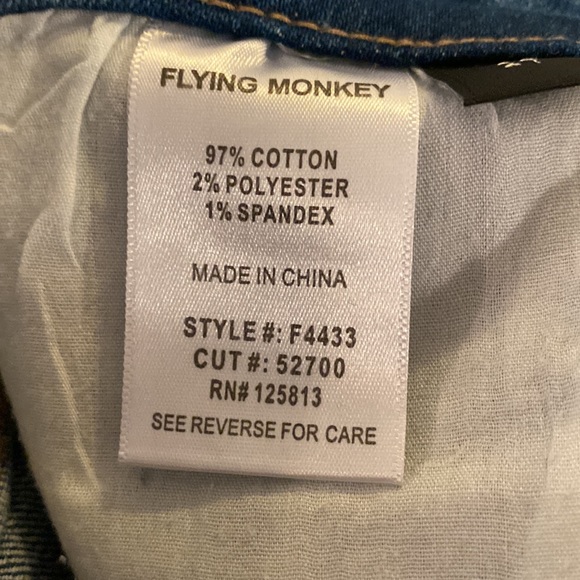 FLYING MONKEY
97% COTTON
2% POLYESTER
1% SPANDEX
MADE IN CHINA
STYLE #: F4433
CUT #: 52700
RN# 125813
SEE REVERSE FOR CARE